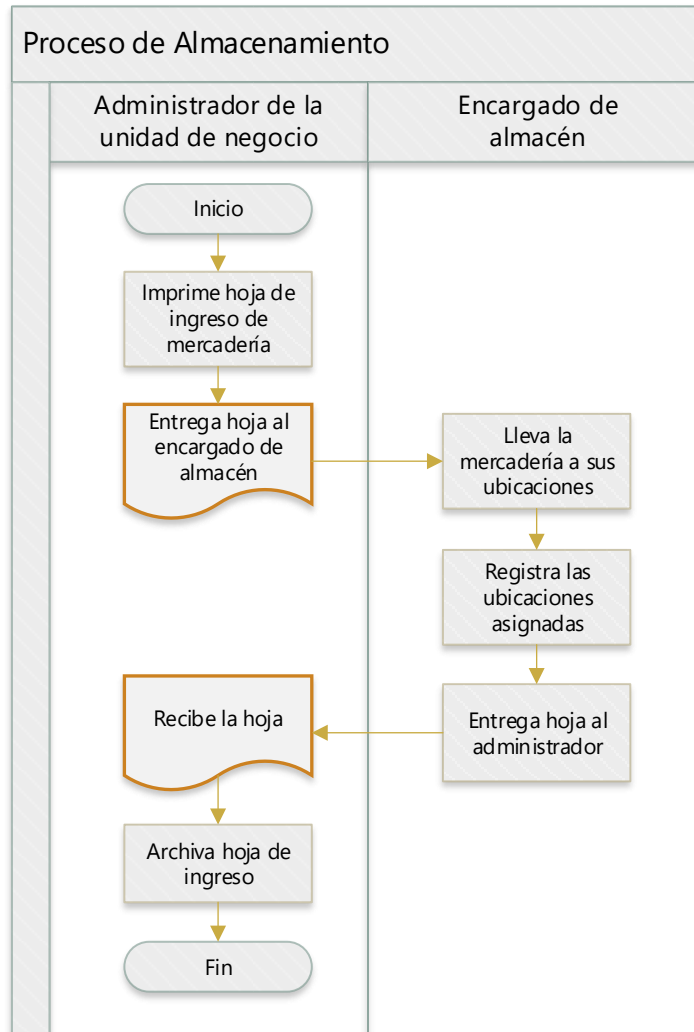 Proceso de Almacenamiento
Administrador de la
unidad de negocio
Encargado de
almacén
Inicio
Imprime hoja de
ingreso de
mercadería
Entrega hoja al
encargado de
almacén
Lleva la
mercadería a sus
ubicaciones
Registra las
ubicaciones
asignadas
Entrega hoja al
administrador
Recibe la hoja
Archiva hoja de
ingreso
Fin